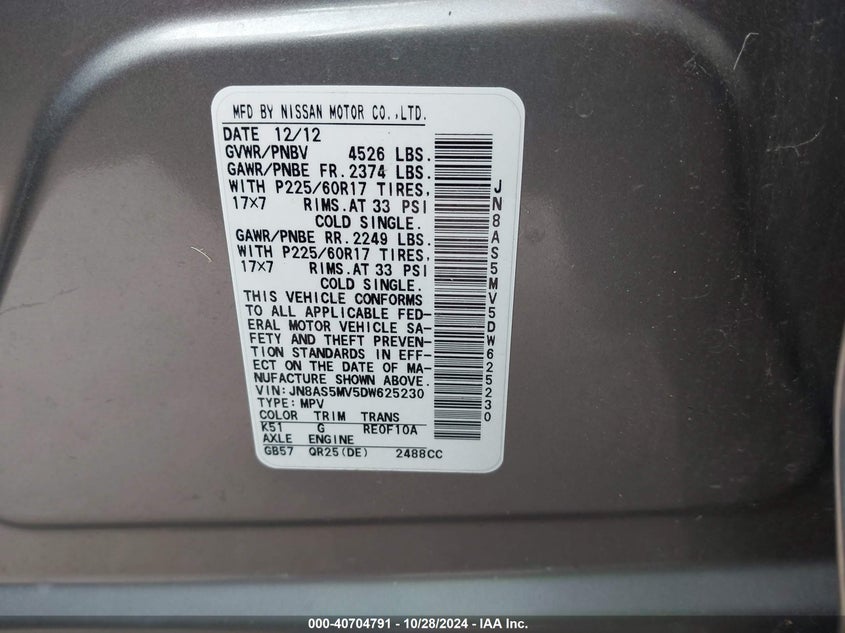 MFD BY NISSAN MOTOR CO.,LTD.
DATE 12/12
GVWR/PNBV 4526 LBS.
GAWR/PNBE FR. 2374 LBS.
WITH P225/60R17 TIRES,
17×7 RIMS.AT 33 PSI
COLD SINGLE.
GAWR/PNBE RR. 2249 LBS.
WITH P225/60R17 TIRES,
17×7 RIMS.AT 33 PSI
COLD SINGLE.
THIS VEHICLE CONFORMS
TO ALL APPLICABLE FED-
ERAL MOTOR VEHICLE SA-
FETY AND THEFT PREVEN-
TION STANDARDS IN EFF-
ECT ON THE DATE OF MA-
NUFACTURE SHOWN ABOVE.
VIN:JN8AS5MV5DW625230
TYPE:MPV
COLOR TRIM TRANS
K51 G RE0F10A
AXLE ENGINE
GB57 QR25(DE) 2488CC
JN8AS5MV5DW625230
000-40704791 - 10/28/2024 - IAA Inc.